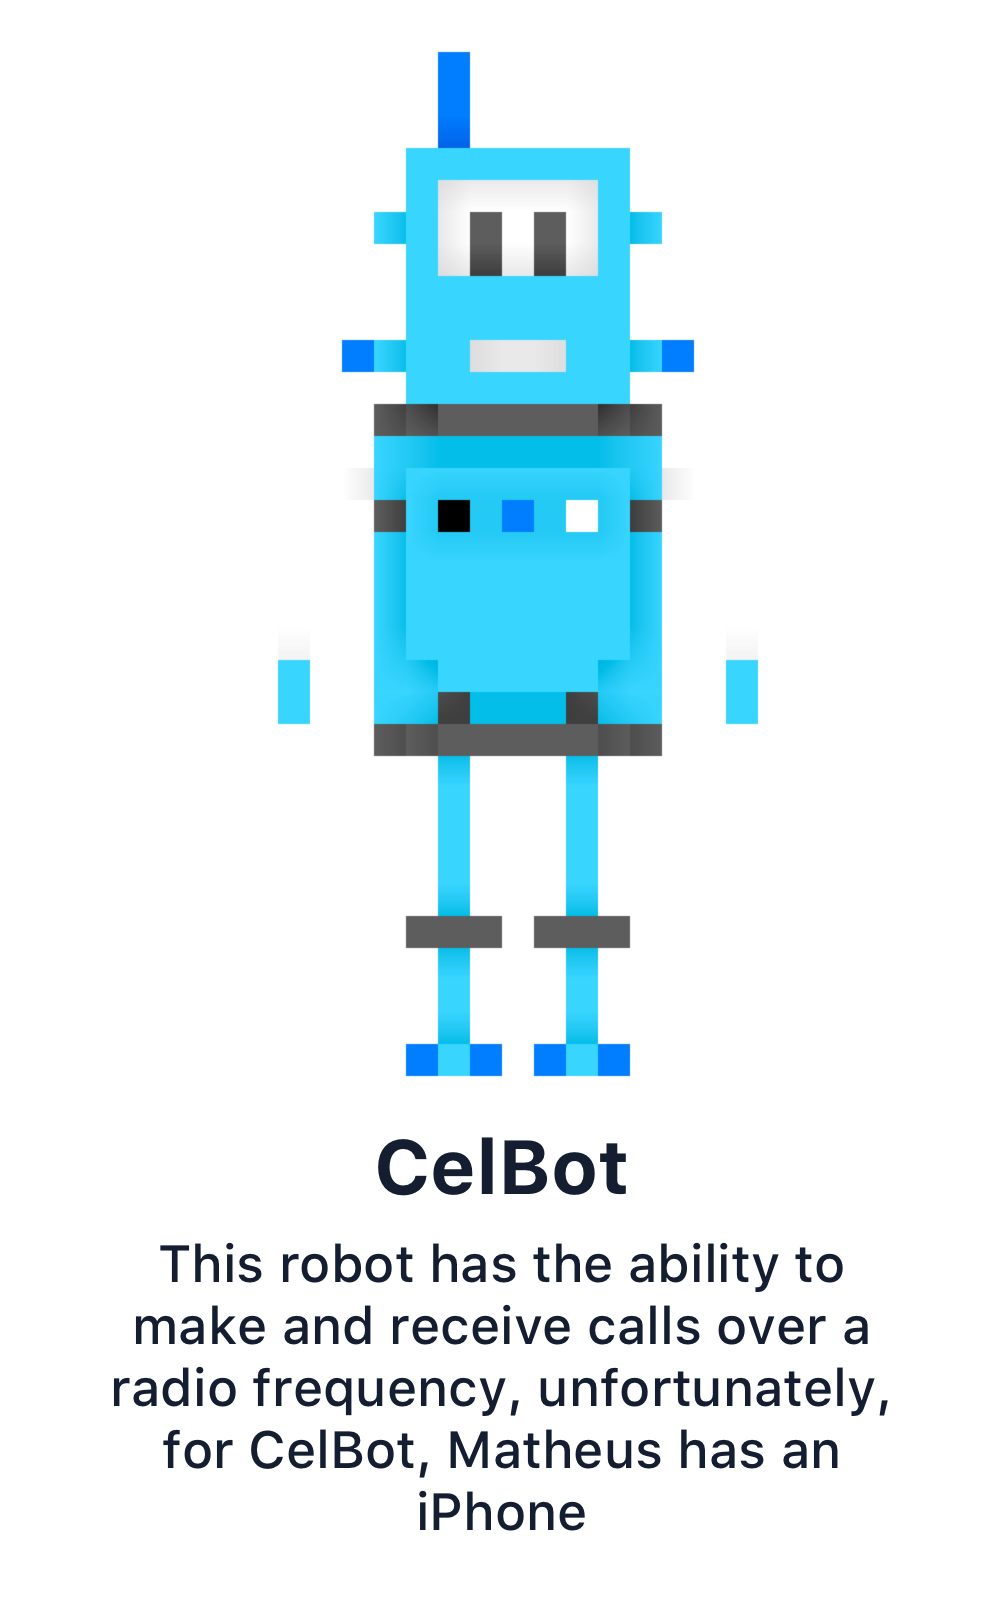 CelBot
This robot has the ability to
make and receive calls over a
radio frequency, unfortunately,
for CelBot, Matheus has an
iPhone